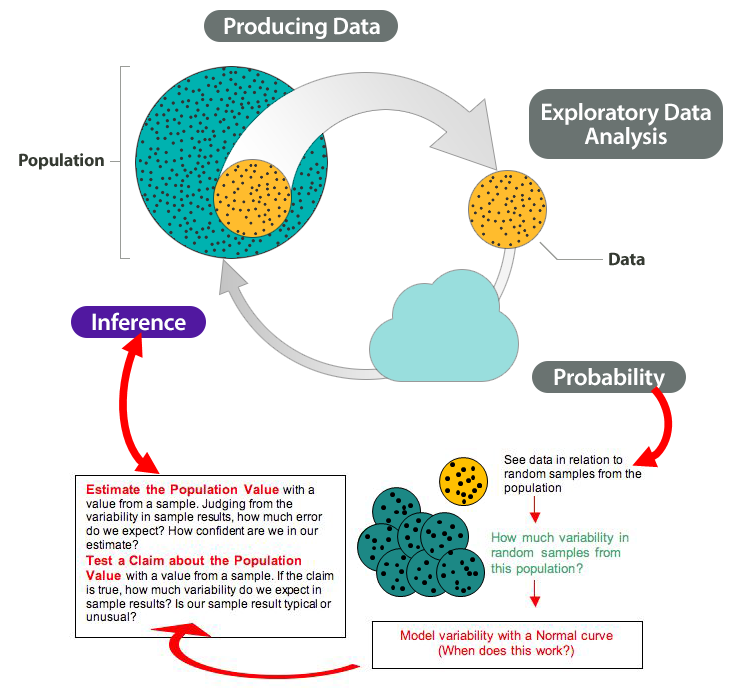 Producing Data
Exploratory Data
Analysis
Population
Data
Inference
Probability
See data in relation to
random samples from the
population
How much variability in
random samples from
this population?
Model variability with a Normal curve
(When does this work?)
Estimate the Population Value with a
value from a sample. Judging from the
variability in sample results, how much error
do we expect? How confident are we in our
estimate?
Test a Claim about the Population
Value with a value from a sample. If the claim
is true, how much variability do we expect in
sample results? Is our sample result typical or
unusual?